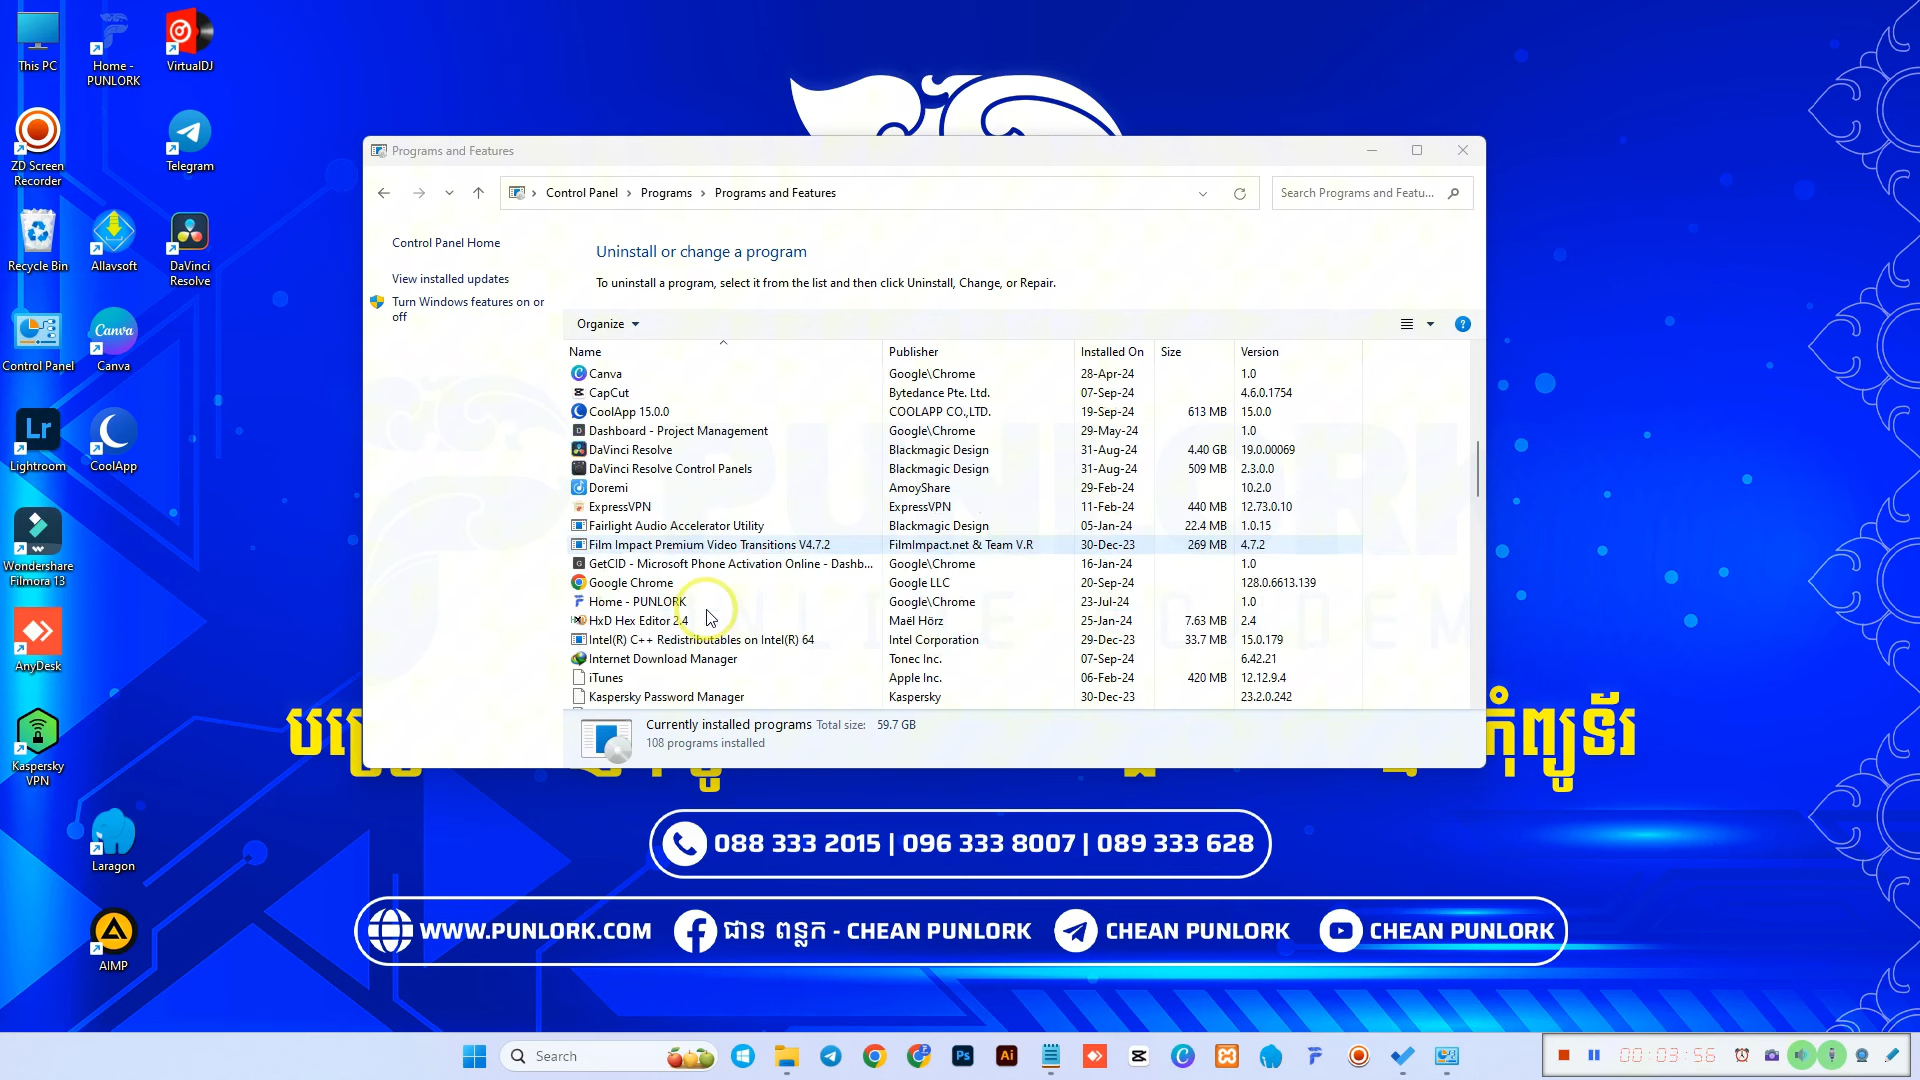 This PC
Home - PUNLORK
VirtualDJ
ZD Screen Recorder
Telegram
Recycle Bin
Allavsoft
DaVinci Resolve
Control Panel
Canva
Canva
Lr
Lightroom
CoolApp
Wondershare Filmora 13
AnyDesk
Kaspersky VPN
Laragon
AIMP
Programs and Features
Control Panel > Programs > Programs and Features
Search Programs and Featu...
Control Panel Home
View installed updates
Turn Windows features on or off
Uninstall or change a program
To uninstall a program, select it from the list and then click Uninstall, Change, or Repair.
Organize
Name Publisher Installed On Size Version
Canva Google\Chrome 28-Apr-24 1.0
CapCut Bytedance Pte. Ltd. 07-Sep-24 4.6.0.1754
CoolApp 15.0.0 COOLAPP CO.,LTD. 19-Sep-24 613 MB 15.0.0
Dashboard - Project Management Google\Chrome 29-May-24 1.0
DaVinci Resolve Blackmagic Design 31-Aug-24 4.40 GB 19.0.00069
DaVinci Resolve Control Panels Blackmagic Design 31-Aug-24 509 MB 2.3.0.0
Doremi AmoyShare 29-Feb-24 10.2.0
ExpressVPN ExpressVPN 11-Feb-24 440 MB 12.73.0.10
Fairlight Audio Accelerator Utility Blackmagic Design 05-Jan-24 22.4 MB 1.0.15
Film Impact Premium Video Transitions V4.7.2 FilmImpact.net & Team V.R 30-Dec-23 269 MB 4.7.2
GetCID - Microsoft Phone Activation Online - Dashb... Google\Chrome 16-Jan-24 1.0
Google Chrome Google LLC 20-Sep-24 128.0.6613.139
Home - PUNLORK Google\Chrome 23-Jul-24 1.0
HxD Hex Editor 2.4 Maël Hörz 25-Jan-24 7.63 MB 2.4
Intel(R) C++ Redistributables on Intel(R) 64 Intel Corporation 29-Dec-23 33.7 MB 15.0.179
Internet Download Manager Tonec Inc. 07-Sep-24 6.42.21
iTunes Apple Inc. 06-Feb-24 420 MB 12.12.9.4
Kaspersky Password Manager Kaspersky 30-Dec-23 23.2.0.242
Currently installed programs Total size: 59.7 GB
108 programs installed
កុំព្យូទ័រ
088 333 2015 | 096 333 8007 | 089 333 628
WWW.PUNLORK.COM
ជាន ពន្លក - CHEAN PUNLORK
CHEAN PUNLORK
CHEAN PUNLORK
Search
Ps
Ai
00:03:56